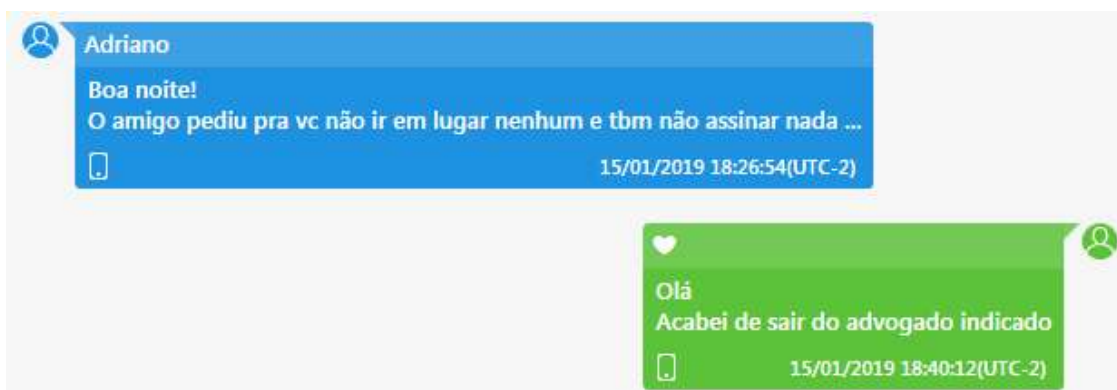 Adriano
Boa noite!
O amigo pediu pra vc não ir em lugar nenhum e tbm não assinar nada ...
15/01/2019 18:26:54(UTC-2)
Olá
Acabei de sair do advogado indicado
15/01/2019 18:40:12(UTC-2)